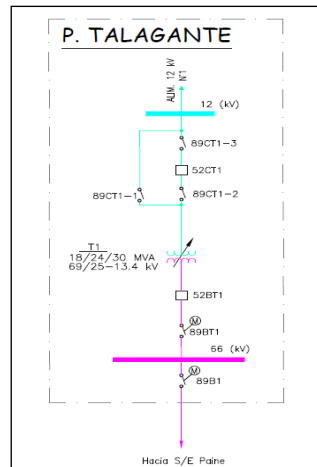 P. TALAGANTE
ALIM. 12 kV
N°1
12 (kV)
89CT1-3
52CT1
89CT1-1
89CT1-2
T1
18/24/30 MVA
69/25-13.4 kV
52BT1
M
89BT1
66 (kV)
M
89B1
Hacia S/E Paine